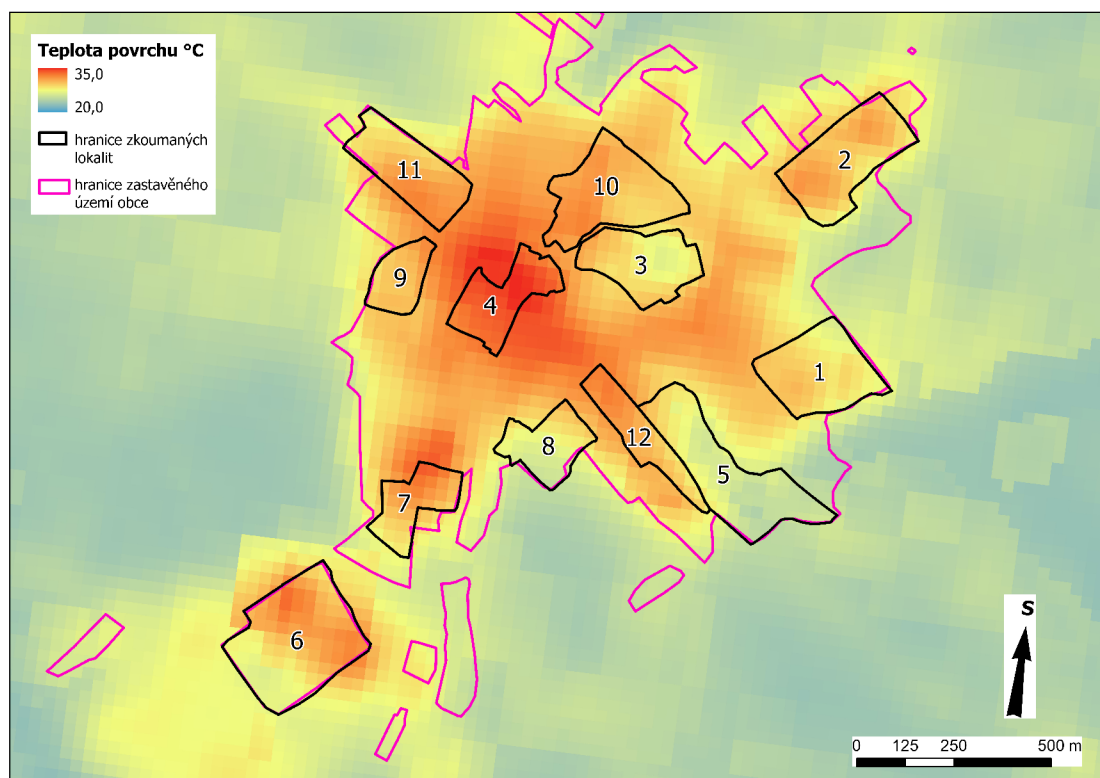 Teplota povrchu °C
35,0
20,0
hranice zkoumaných
lokalit
hranice zastavěného
území obce
11
10
2
9
3
4
1
8
12
5
7
6
S
0 125 250 500 m